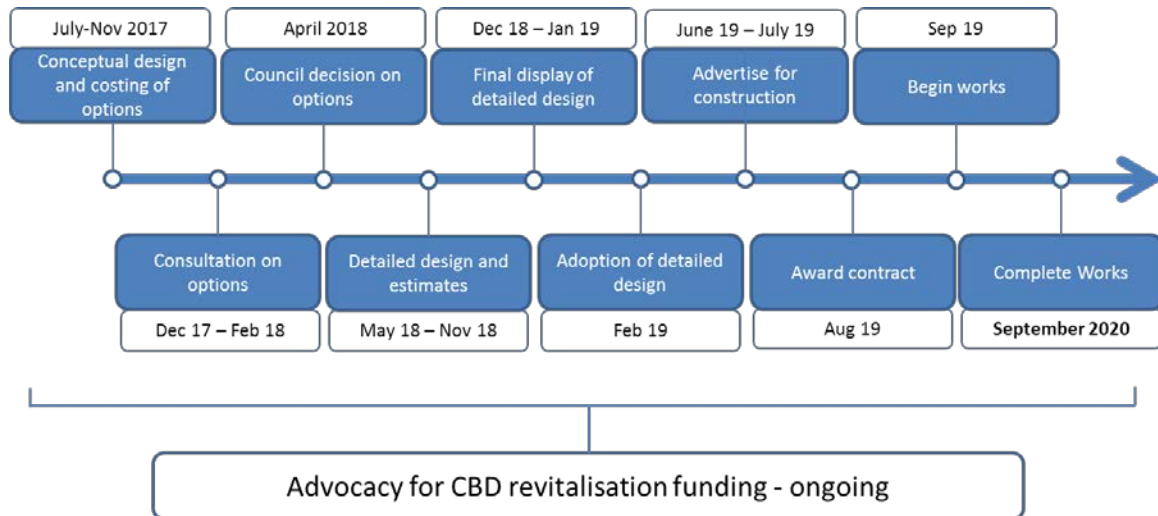 July-Nov 2017
Conceptual design
and costing of
options
April 2018
Council decision on
options
Dec 18 – Jan 19
Final display of
detailed design
June 19 – July 19
Advertise for
construction
Sep 19
Begin works
Consultation on
options
Dec 17 – Feb 18
Detailed design and
estimates
May 18 – Nov 18
Adoption of detailed
design
Feb 19
Award contract
Aug 19
Complete Works
September 2020
Advocacy for CBD revitalisation funding - ongoing